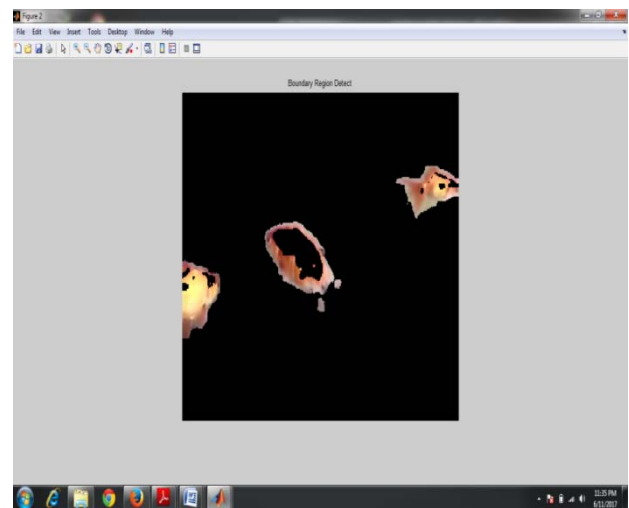 Figure 2
File Edit View Insert Tools Desktop Window Help
Boundary Region Detect
11:35 PM
6/11/2017